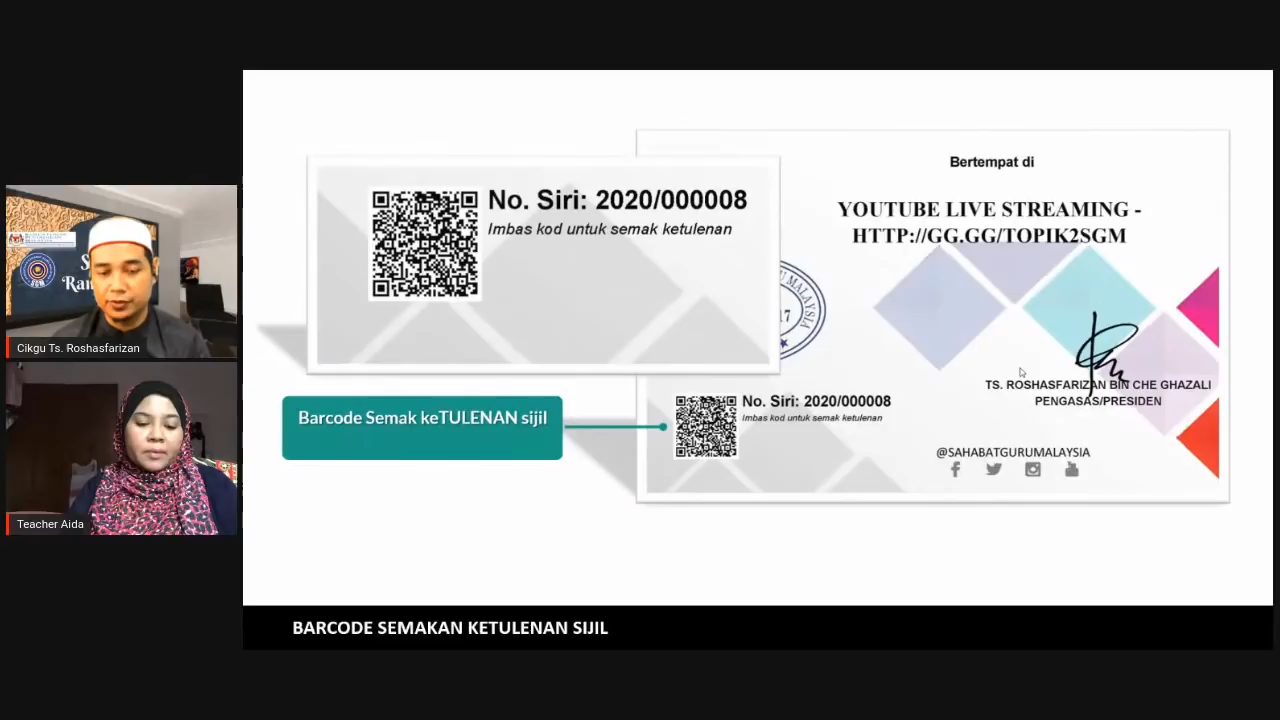 SGM
Cikgu Ts. Roshasfarizan
Teacher Aida
No. Siri: 2020/000008
Imbas kod untuk semak ketulenan
Barcode Semak keTULENAN sijil
Bertempat di
YOUTUBE LIVE STREAMING -
HTTP://GG.GG/TOPIK2SGM
MALAYSIA
TS. ROSHASFARIZAN BIN CHE GHAZALI
PENGASAS/PRESIDEN
No. Siri: 2020/000008
Imbas kod untuk semak ketulenan
@SAHABATGURUMALAYSIA
BARCODE SEMAKAN KETULENAN SIJIL